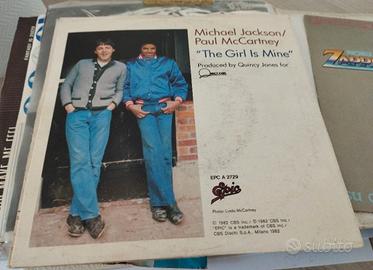 Michael Jackson/
Paul McCartney
"The Girl Is Mine"
Produced by Quincy Jones for
EPC A 2729
Epic
Photo: Linda McCartney
© 1982 CBS Inc./ ℗ 1982 CBS Inc./
"EPIC" is a trademark of CBS Inc./
CBS Dischi S.p.A., Milano 1982
subito